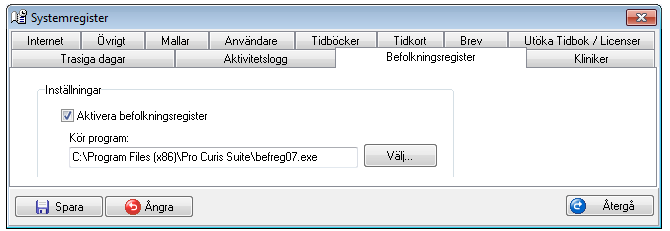 Systemregister
Internet Övrigt Mallar Användare Tidböcker Tidkort Brev Utöka Tidbok / Licenser
Trasiga dagar Aktivitetslogg Befolkningsregister Kliniker
Inställningar
Aktivera befolkningsregister
Kör program:
C:\Program Files (x86)\Pro Curis Suite\befreg07.exe Välj...
Spara Ångra Återgå